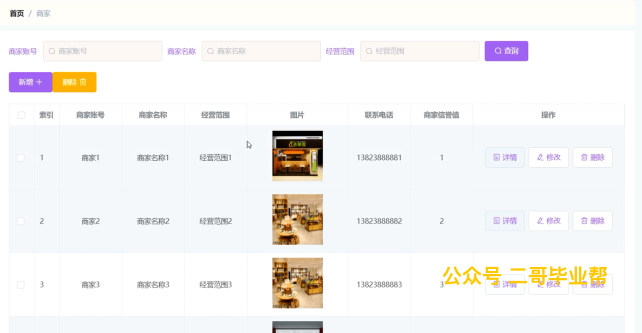 首页 / 商家
商家账号 商家账号 商家名称 商家名称 经营范围 经营范围 查询
新增 + 删除
索引 商家账号 商家名称 经营范围 图片 联系电话 商家信誉值 操作
1 商家1 商家名称1 经营范围1 13823888881 1 详情 修改 删除
2 商家2 商家名称2 经营范围2 13823888882 2 详情 修改 删除
3 商家3 商家名称3 经营范围3 13823888883 3 详情 修改 删除
公众号 二哥毕业帮